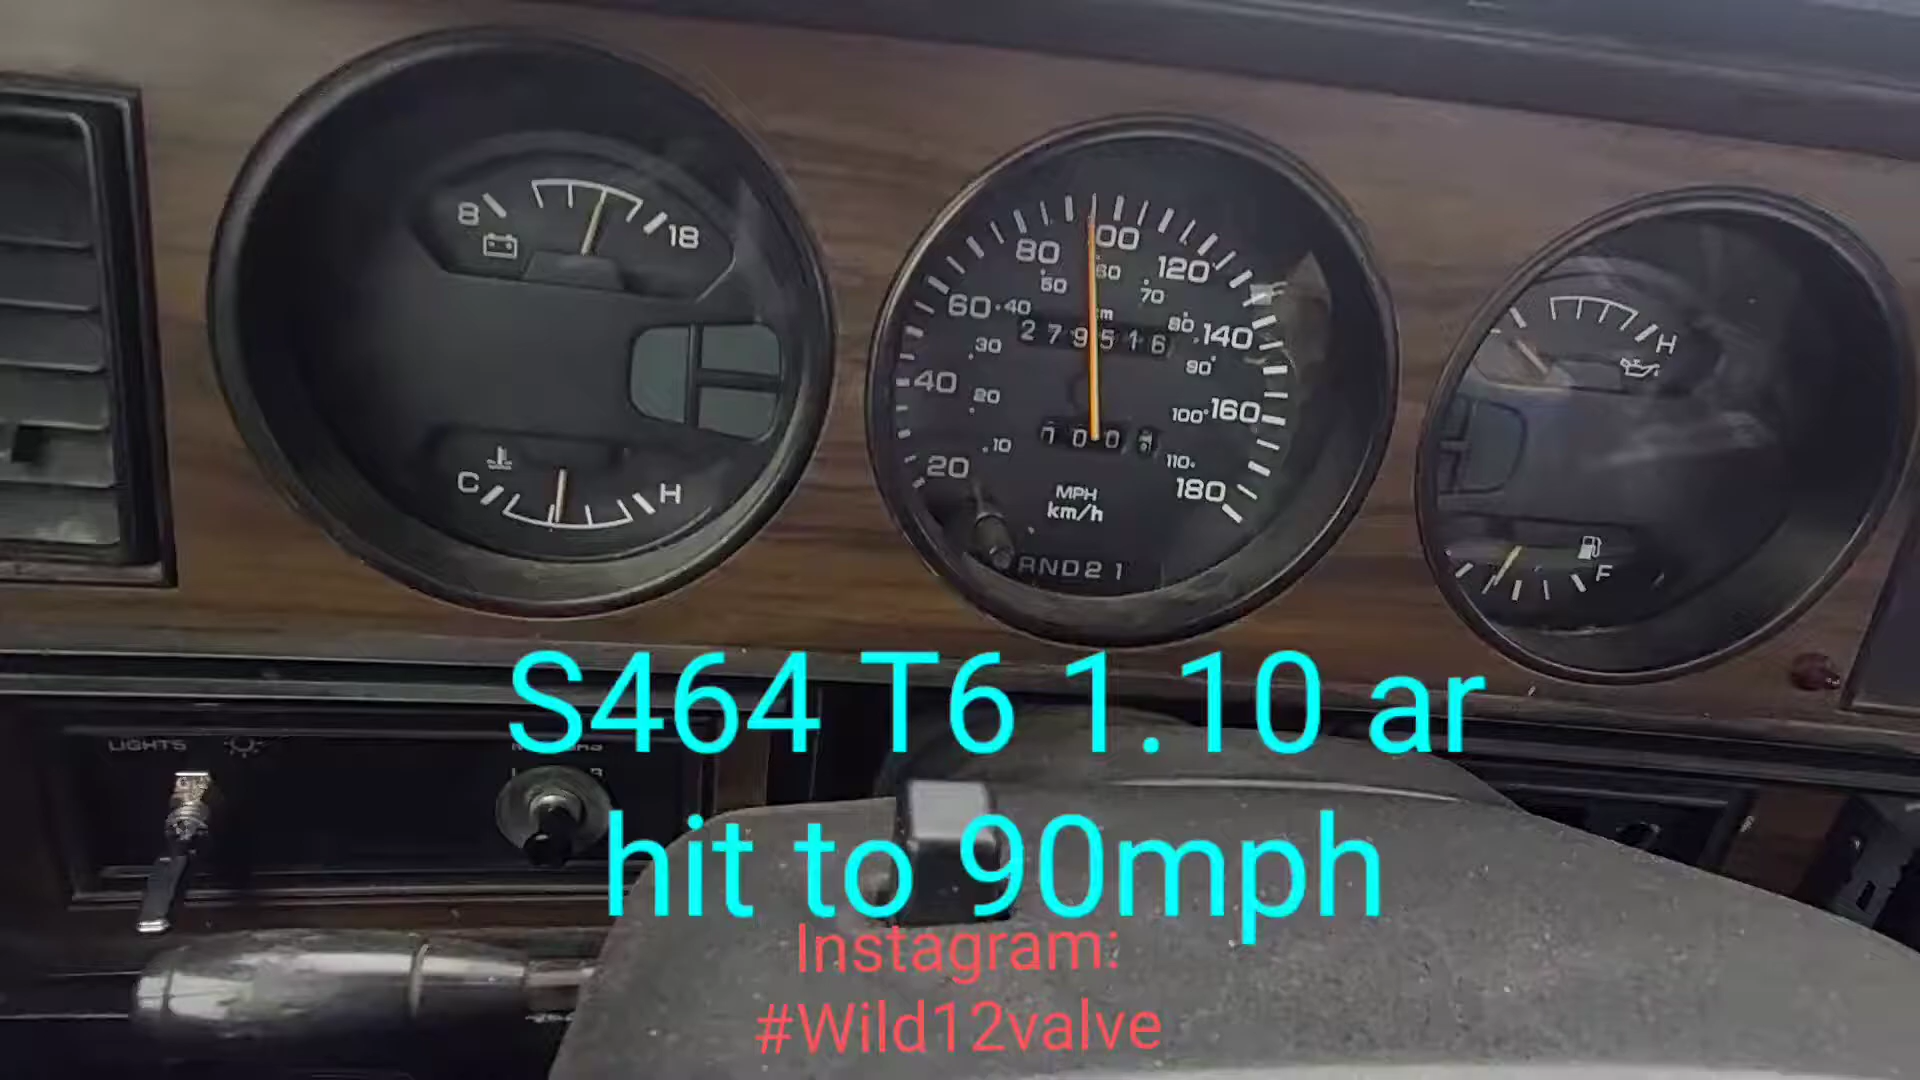 8 18
C H
80 100 120
50 60 70
60 40 km 80 140
279516
30 90
40 20 100 160
10 110
20 180
MPH
km/h
RND21
H
F
S464 T6 1.10 ar
LIGHTS
hit to 90mph
Instagram:
#Wild12valve